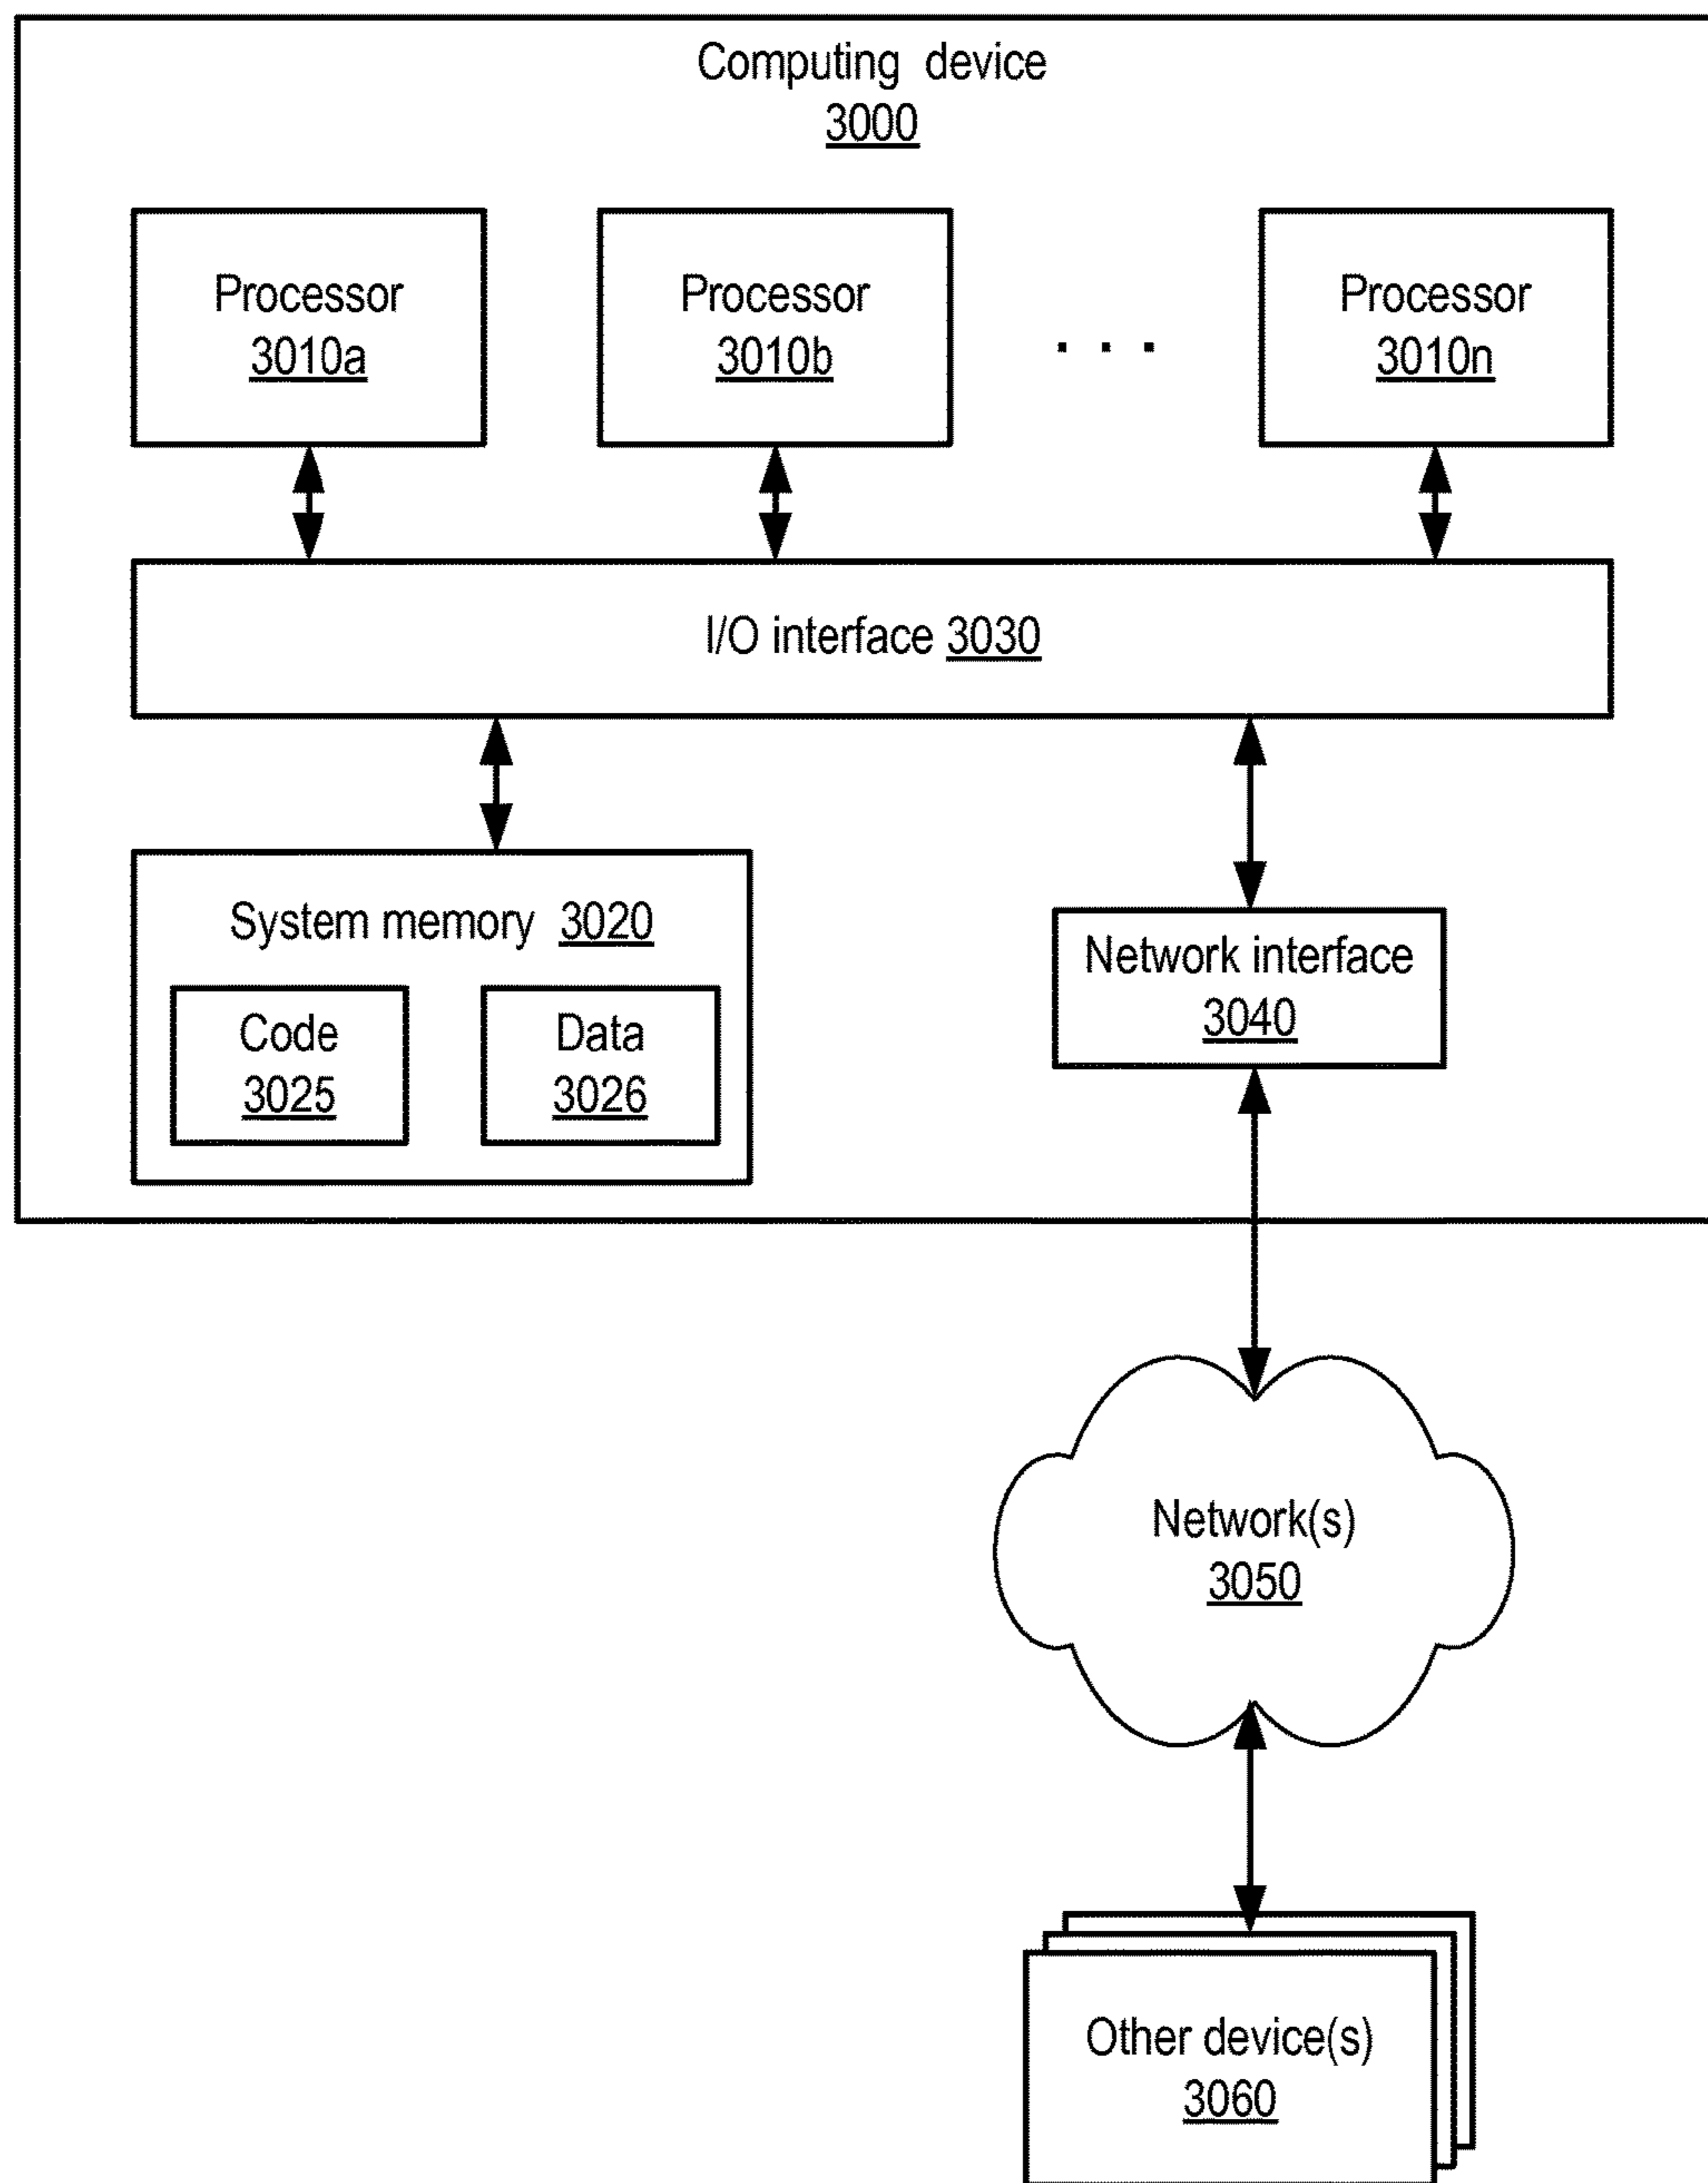 Computing device
3000
Processor
3010a
Processor
3010b
. . .
Processor
3010n
I/O interface 3030
System memory 3020
Code
3025
Data
3026
Network interface
3040
Network(s)
3050
Other device(s)
3060